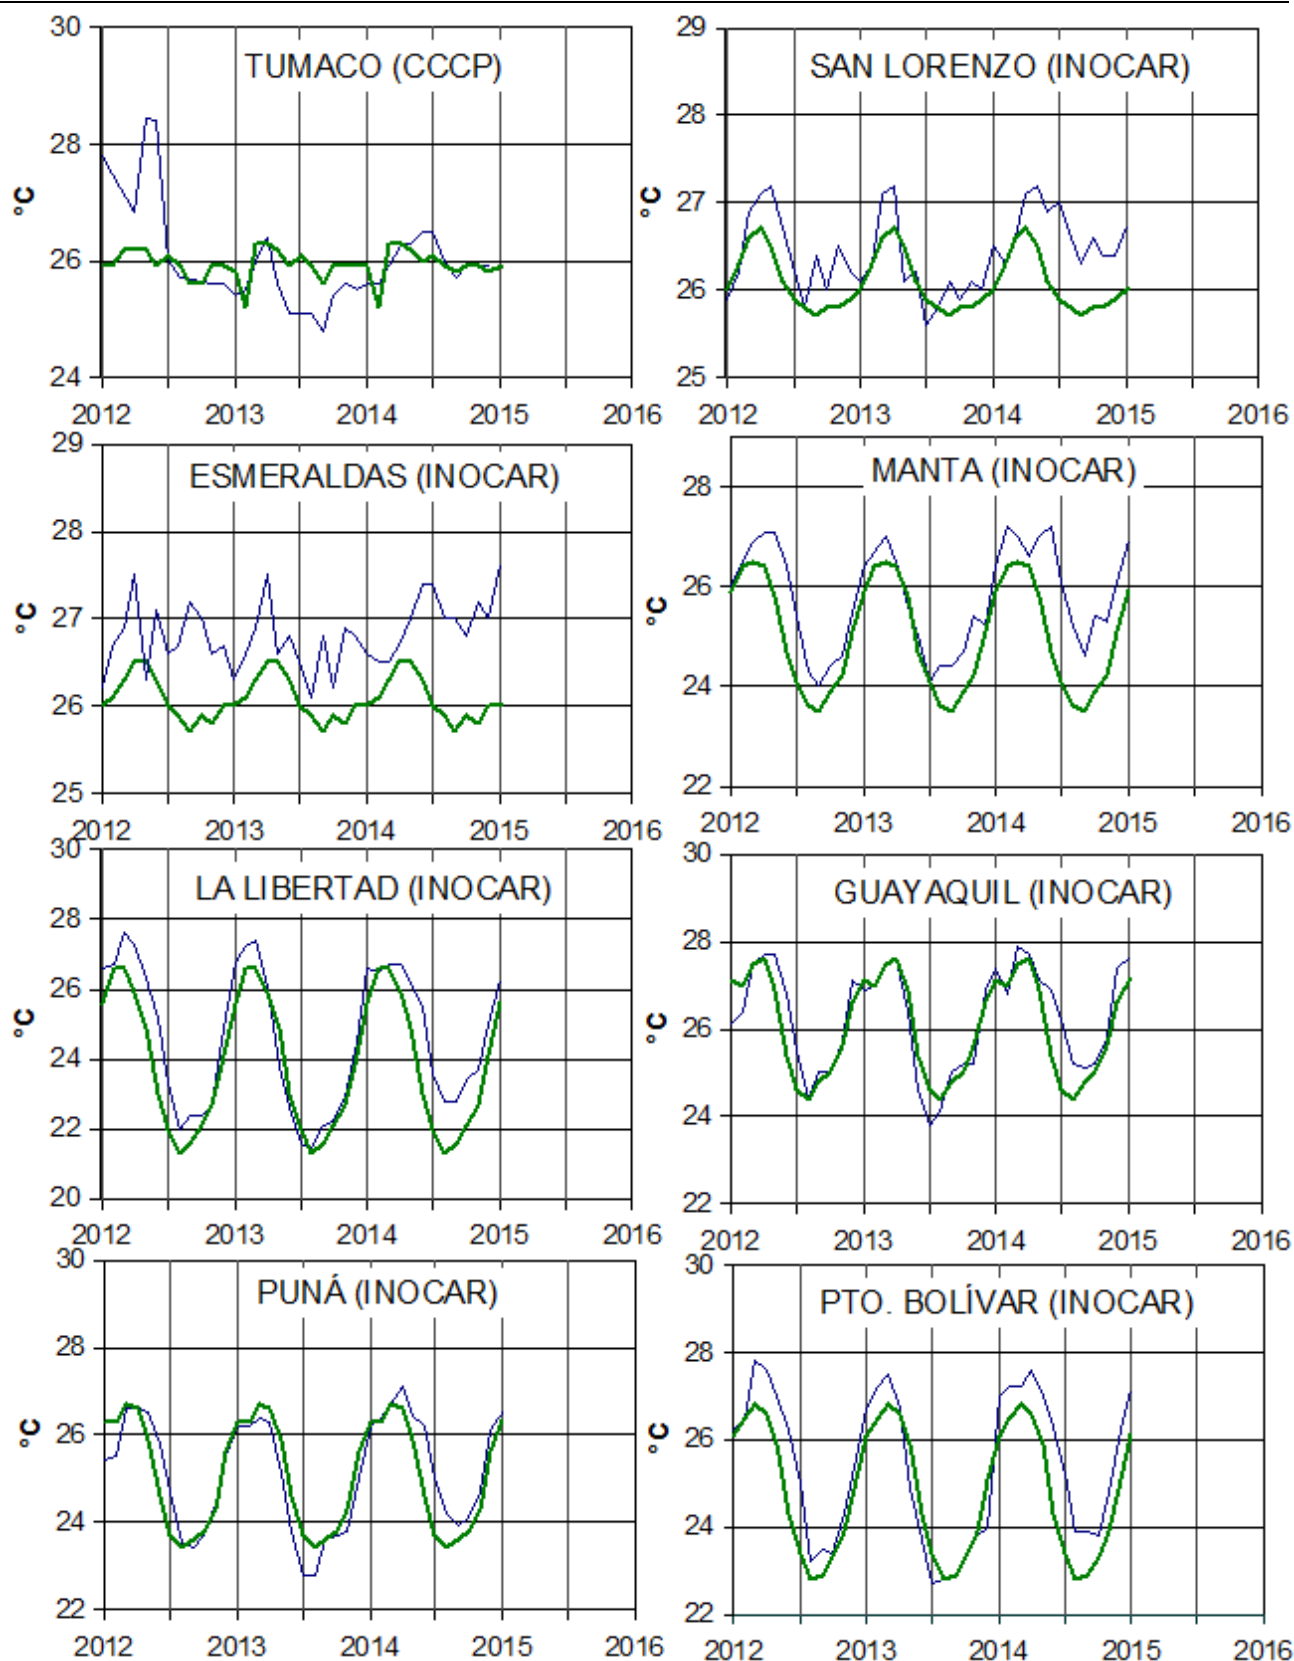 TUMACO (CCCP)
30
28
26
24
°C
2012 2013 2014 2015 2016
SAN LORENZO (INOCAR)
29
28
27
26
25
°C
2012 2013 2014 2015 2016
ESMERALDAS (INOCAR)
29
28
27
26
25
°C
2012 2013 2014 2015 2016
MANTA (INOCAR)
28
26
24
22
°C
2012 2013 2014 2015 2016
LA LIBERTAD (INOCAR)
30
28
26
24
22
20
°C
2012 2013 2014 2015 2016
GUAYAQUIL (INOCAR)
30
28
26
24
22
°C
2012 2013 2014 2015 2016
PUNÁ (INOCAR)
30
28
26
24
22
°C
2012 2013 2014 2015 2016
PTO. BOLÍVAR (INOCAR)
30
28
26
24
22
°C
2012 2013 2014 2015 2016